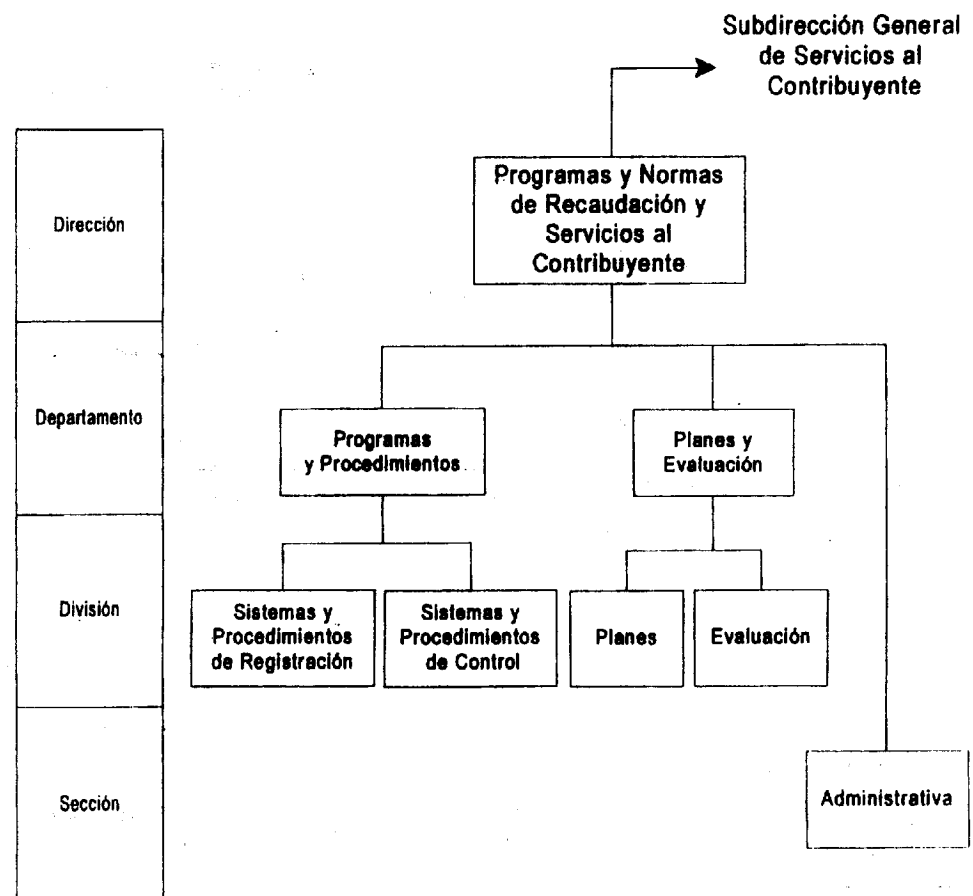 Subdirección General
de Servicios al
Contribuyente
Dirección
Programas y Normas
de Recaudación y
Servicios al
Contribuyente
Departamento
Programas
y Procedimientos
Planes y
Evaluación
División
Sistemas y
Procedimientos
de Registración
Sistemas y
Procedimientos
de Control
Planes
Evaluación
Sección
Administrativa